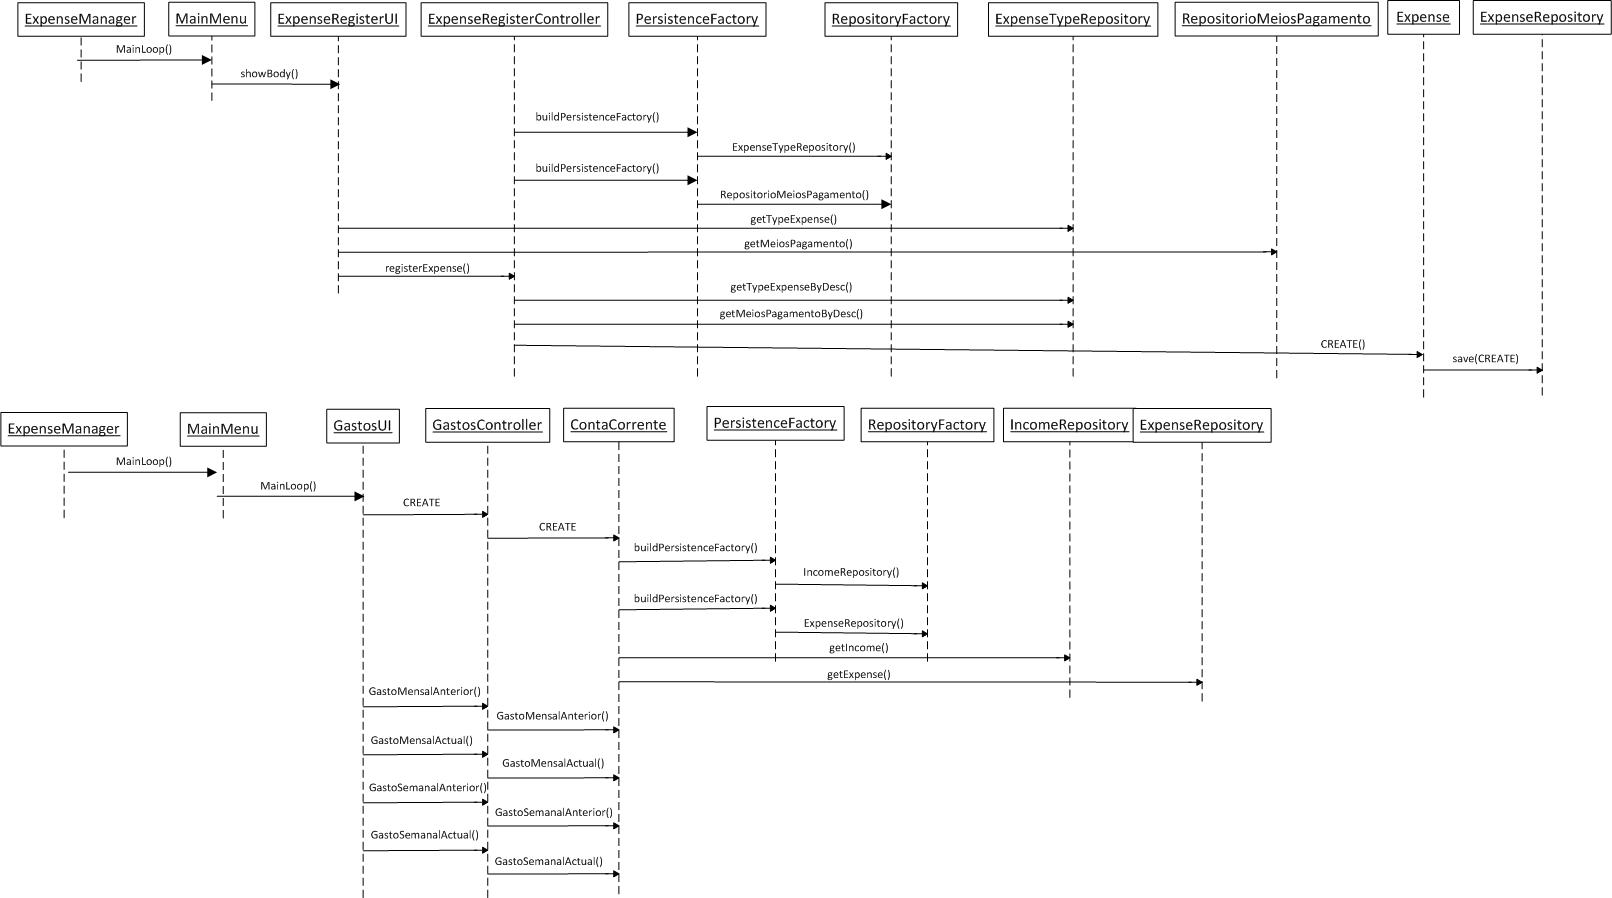 ExpenseManager
MainMenu
ExpenseRegisterUI
ExpenseRegisterController
PersistenceFactory
RepositoryFactory
ExpenseTypeRepository
RepositorioMeiosPagamento
Expense
ExpenseRepository
MainLoop()
showBody()
buildPersistenceFactory()
ExpenseTypeRepository()
buildPersistenceFactory()
RepositorioMeiosPagamento()
getTypeExpense()
getMeiosPagamento()
registerExpense()
getTypeExpenseByDesc()
getMeiosPagamentoByDesc()
CREATE()
save(CREATE)
ExpenseManager
MainMenu
GastosUI
GastosController
ContaCorrente
PersistenceFactory
RepositoryFactory
IncomeRepository
ExpenseRepository
MainLoop()
MainLoop()
CREATE
CREATE
buildPersistenceFactory()
IncomeRepository()
buildPersistenceFactory()
ExpenseRepository()
getIncome()
getExpense()
GastoMensalAnterior()
GastoMensalAnterior()
GastoMensalActual()
GastoMensalActual()
GastoSemanalAnterior()
GastoSemanalAnterior()
GastoSemanalActual()
GastoSemanalActual()